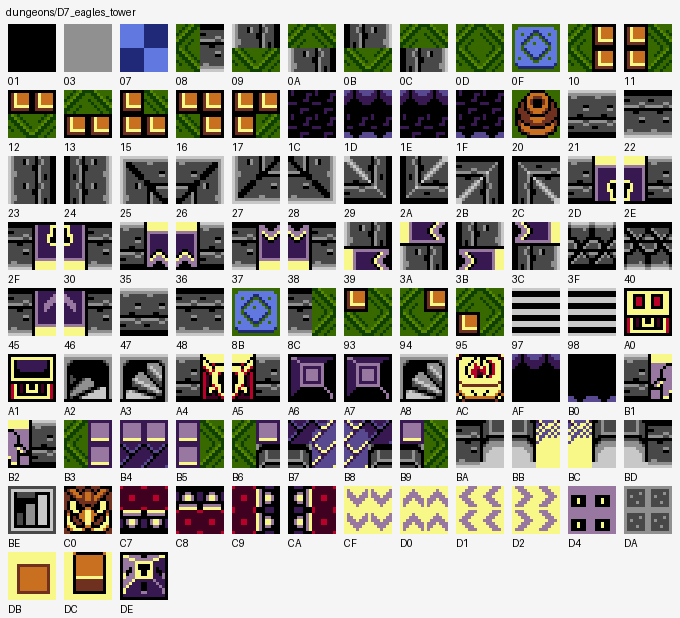 dungeons/D7_eagles_tower
01 03 07 08 09 0A 0B 0C 0D 0F 10 11
12 13 15 16 17 1C 1D 1E 1F 20 21 22
23 24 25 26 27 28 29 2A 2B 2C 2D 2E
2F 30 35 36 37 38 39 3A 3B 3C 3F 40
45 46 47 48 8B 8C 93 94 95 97 98 A0
A1 A2 A3 A4 A5 A6 A7 A8 AC AF B0 B1
B2 B3 B4 B5 B6 B7 B8 B9 BA BB BC BD
BE C0 C7 C8 C9 CA CF D0 D1 D2 D4 DA
DB DC DE